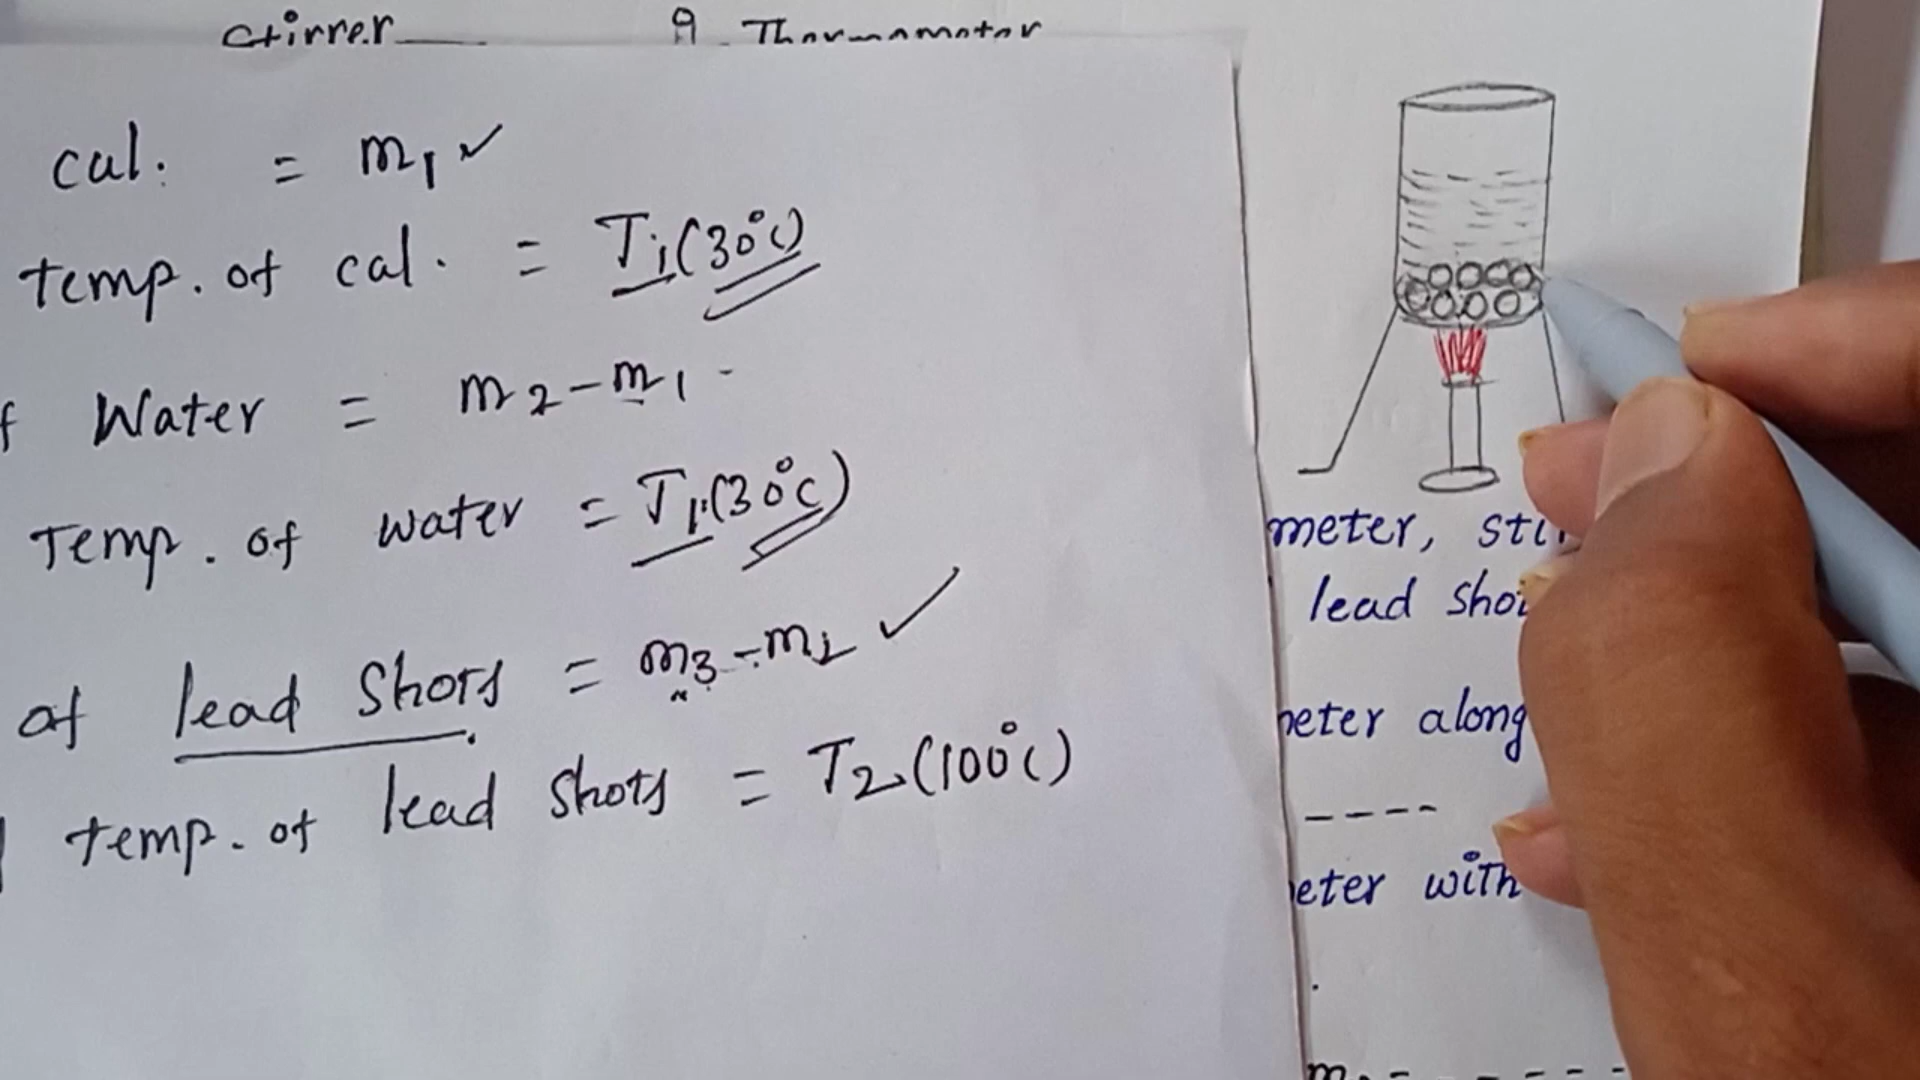 Stirrer Thermometer
cal. = m₁ ✓
temp. of cal. = T₁(30°C)
f Water = m₂-m₁
Temp. of water = T₁(30°C)
of lead Shots = m₃-m₂ ✓
temp. of lead Shots = T₂(100°C)
meter, sti
lead sho
eter along
----
eter with